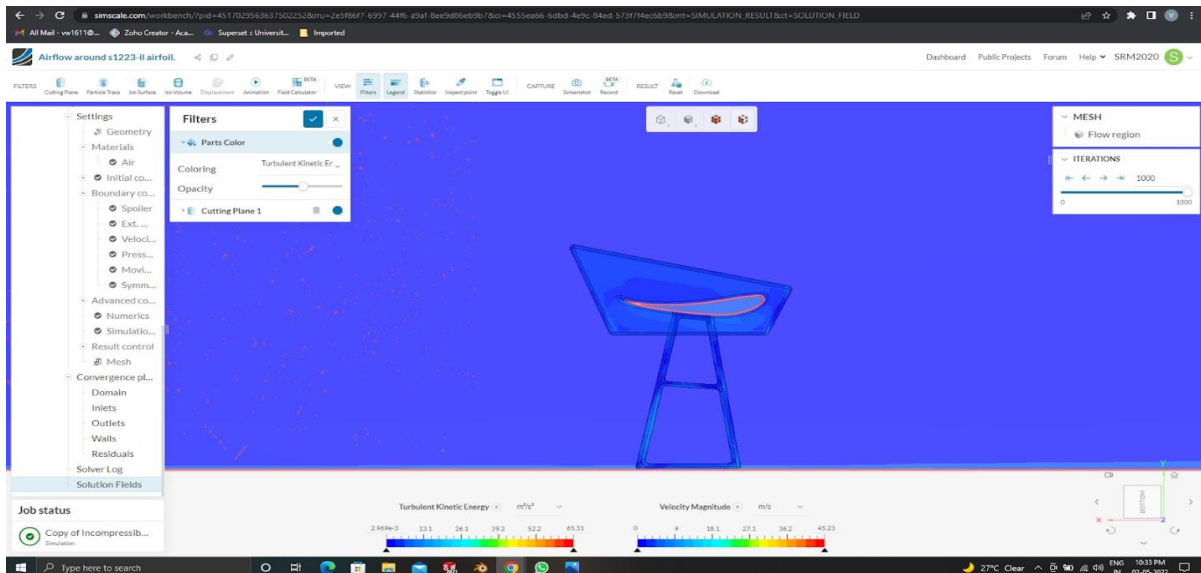 simscale.com/workbench/?pid=4517029563637502252&rru=2e5f86f7-6997-44f6-a9af-8ee9d86eb9b7&ci=4555ea66-6dbd-4e9c-84ed-573f7f4ec6b9&mt=SIMULATION_RESULT&ct=SOLUTION_FIELD
All Mail - vw1611@... Zoho Creator - Aca... Superset :: Universit... Imported
Airflow around s1223-il airfoil. Dashboard Public Projects Forum Help SRM2020 S
FILTERS Cutting Plane Particle Trace Iso Surface Iso Volume Displacement Animation BETA Field Calculator VIEW Filters Legend Statistics Inspect point Toggle UI CAPTURE Screenshot BETA Record RESULT Reset Download
Settings
Geometry
Materials
Air
Initial co...
Boundary co...
Spoiler
Ext. ...
Veloci...
Press...
Movi...
Symm...
Advanced co...
Numerics
Simulatio...
Result control
Mesh
Convergence pl...
Domain
Inlets
Outlets
Walls
Residuals
Solver Log
Solution Fields
Filters
Parts Color
Coloring Turbulent Kinetic Er
Opacity
Cutting Plane 1
MESH
Flow region
ITERATIONS
1000
0 1000
Turbulent Kinetic Energy m²/s²
2.969e-3 13.1 26.1 39.2 52.2 65.31
Velocity Magnitude m/s
0 9 18.1 27.1 36.2 45.23
Y
BOTTOM
X Z
Job status
Copy of Incompressib...
Simulation
Type here to search
27°C Clear ENG 10:33 PM
IN 02-05-2022